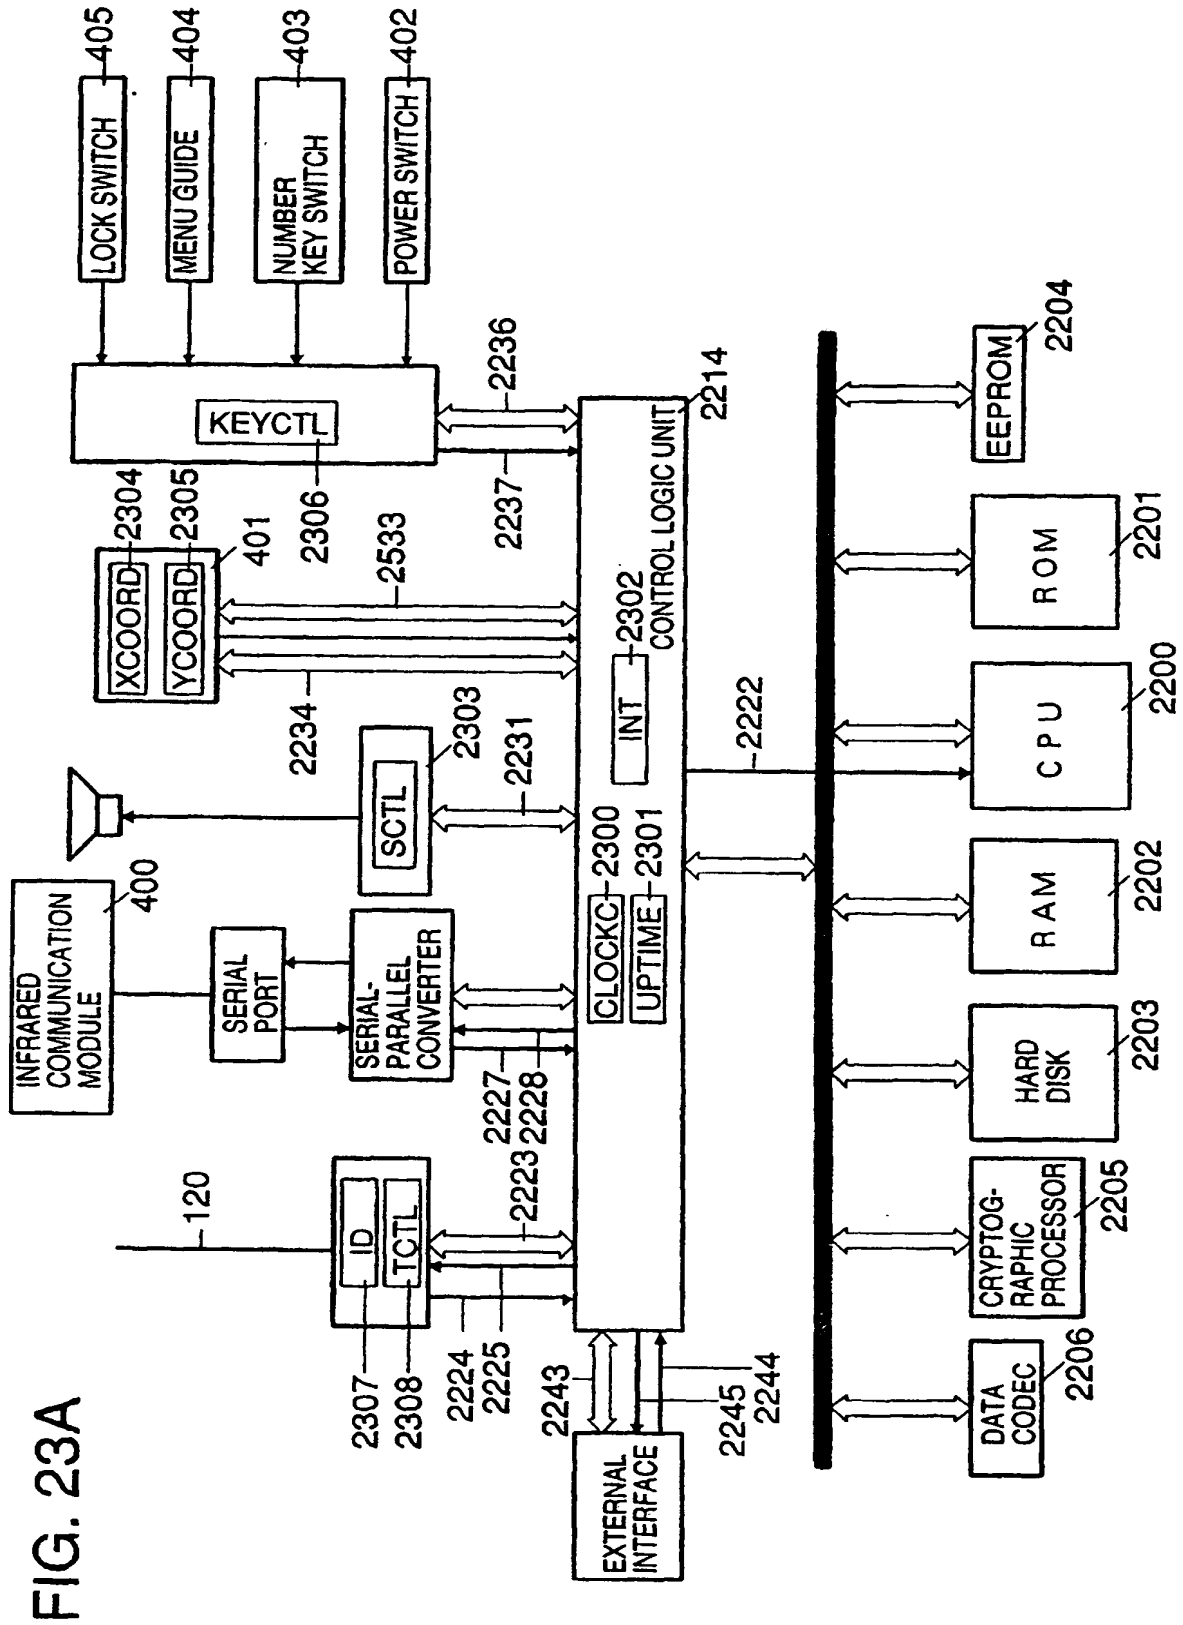 FIG. 23A
INFRARED
COMMUNICATION
MODULE
400
SERIAL
PORT
SERIAL-
PARALLEL
CONVERTER
2227
2228
120
ID
TCTL
2307
2308
2224
2225
2223
SCTL
2303
2231
XCOORD
YCOORD
2304
2305
401
2234
2533
KEYCTL
2306
2236
2237
LOCK SWITCH
405
MENU GUIDE
404
NUMBER
KEY SWITCH
403
POWER SWITCH
402
EXTERNAL
INTERFACE
2243
2245
2244
CLOCKC
2300
UPTIME
2301
INT
2302
CONTROL LOGIC UNIT
2214
2222
DATA
CODEC
2206
CRYPTOG-
RAPHIC
PROCESSOR
2205
HARD
DISK
2203
RAM
2202
CPU
2200
ROM
2201
EEPROM
2204